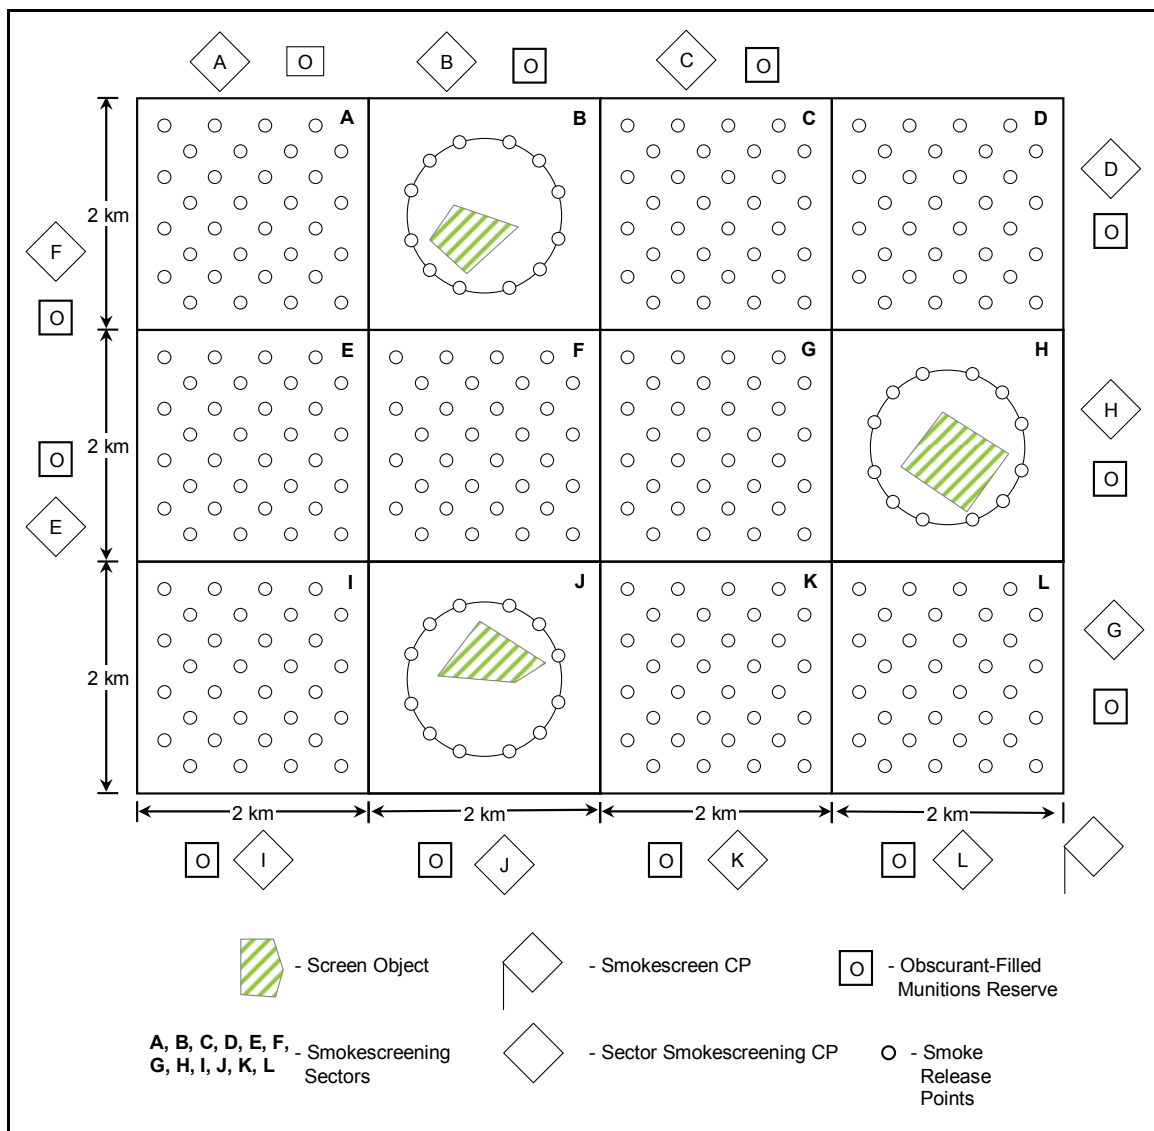 A O B O C O
A B C D
D
2 km
F
O
O
E F G H
H
O
2 km
O
E
I J K L
G
2 km
O
2 km 2 km 2 km 2 km
O I O J O K O L
- Screen Object - Smokescreen CP O - Obscurant-Filled
Munitions Reserve
A, B, C, D, E, F,
G, H, I, J, K, L
- Smokescreening
Sectors
- Sector Smokescreening CP
- Smoke
Release
Points